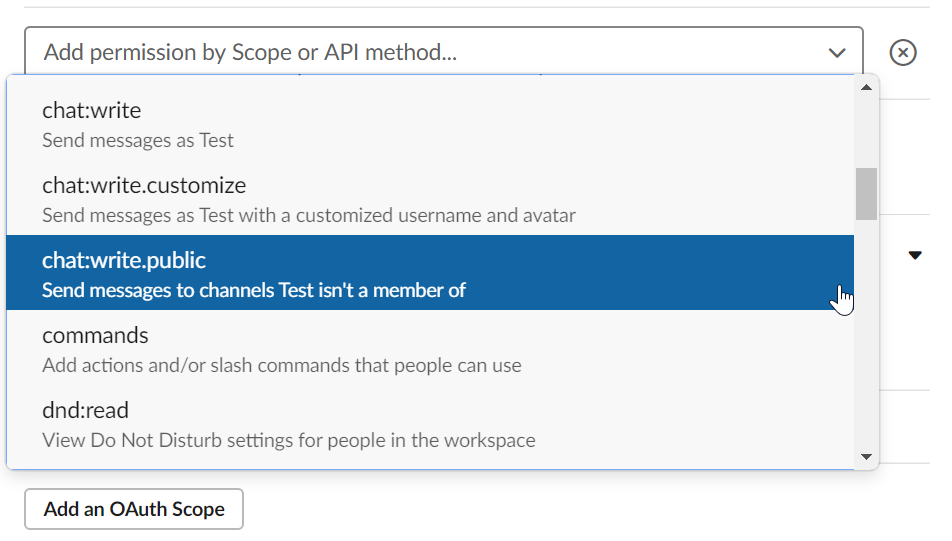 Add permission by Scope or API method...
chat:write
Send messages as Test
chat:write.customize
Send messages as Test with a customized username and avatar
chat:write.public
Send messages to channels Test isn't a member of
commands
Add actions and/or slash commands that people can use
dnd:read
View Do Not Disturb settings for people in the workspace
Add an OAuth Scope